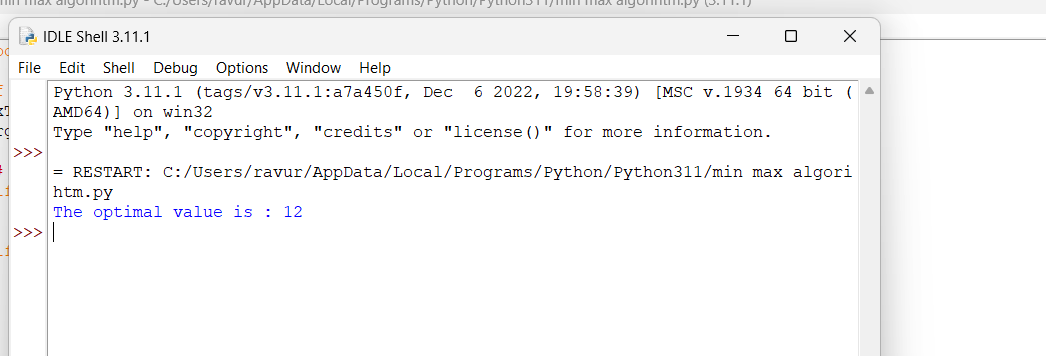 min max algorihtm.py - C:/Users/ravur/AppData/Local/Programs/Python/Python311/min max algorihtm.py (3.11.1)
IDLE Shell 3.11.1
File Edit Shell Debug Options Window Help
Python 3.11.1 (tags/v3.11.1:a7a450f, Dec  6 2022, 19:58:39) [MSC v.1934 64 bit (
AMD64)] on win32
Type "help", "copyright", "credits" or "license()" for more information.
>>>
= RESTART: C:/Users/ravur/AppData/Local/Programs/Python/Python311/min max algori
htm.py
The optimal value is : 12
>>>